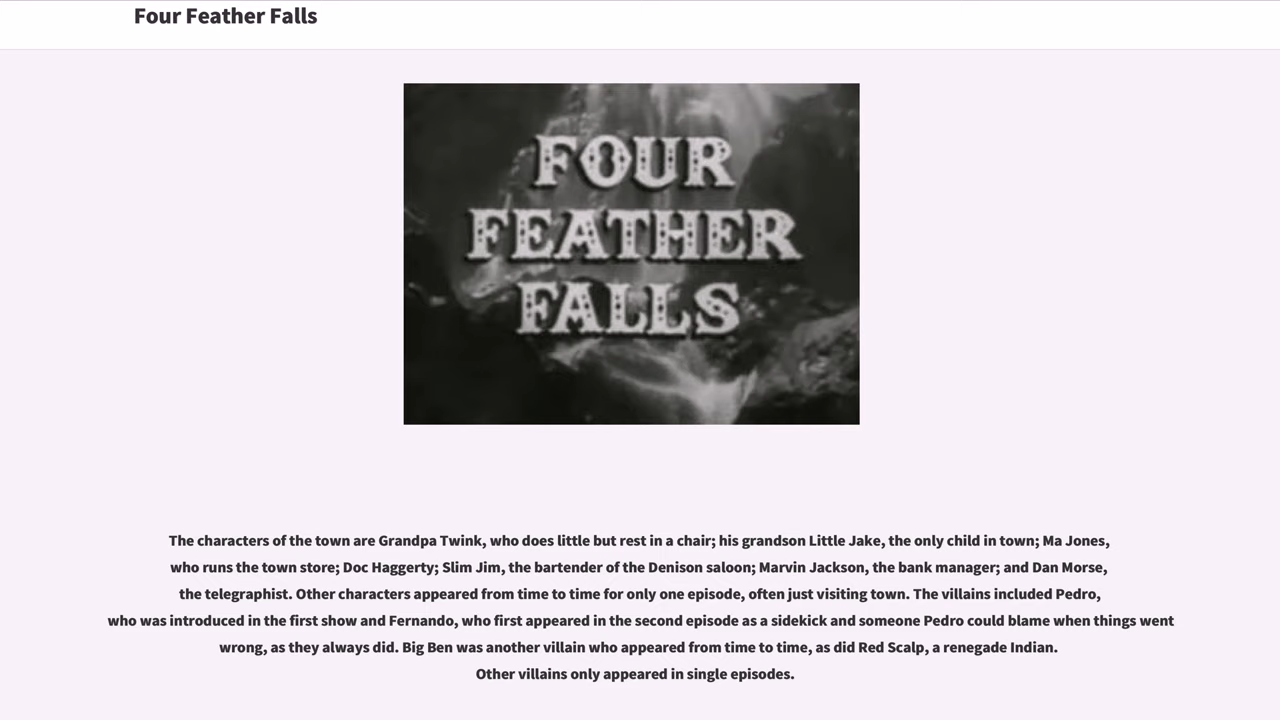 Four Feather Falls
FOUR
FEATHER
FALLS
The characters of the town are Grandpa Twink, who does little but rest in a chair; his grandson Little Jake, the only child in town; Ma Jones,
who runs the town store; Doc Haggerty; Slim Jim, the bartender of the Denison saloon; Marvin Jackson, the bank manager; and Dan Morse,
the telegraphist. Other characters appeared from time to time for only one episode, often just visiting town. The villains included Pedro,
who was introduced in the first show and Fernando, who first appeared in the second episode as a sidekick and someone Pedro could blame when things went
wrong, as they always did. Big Ben was another villain who appeared from time to time, as did Red Scalp, a renegade Indian.
Other villains only appeared in single episodes.